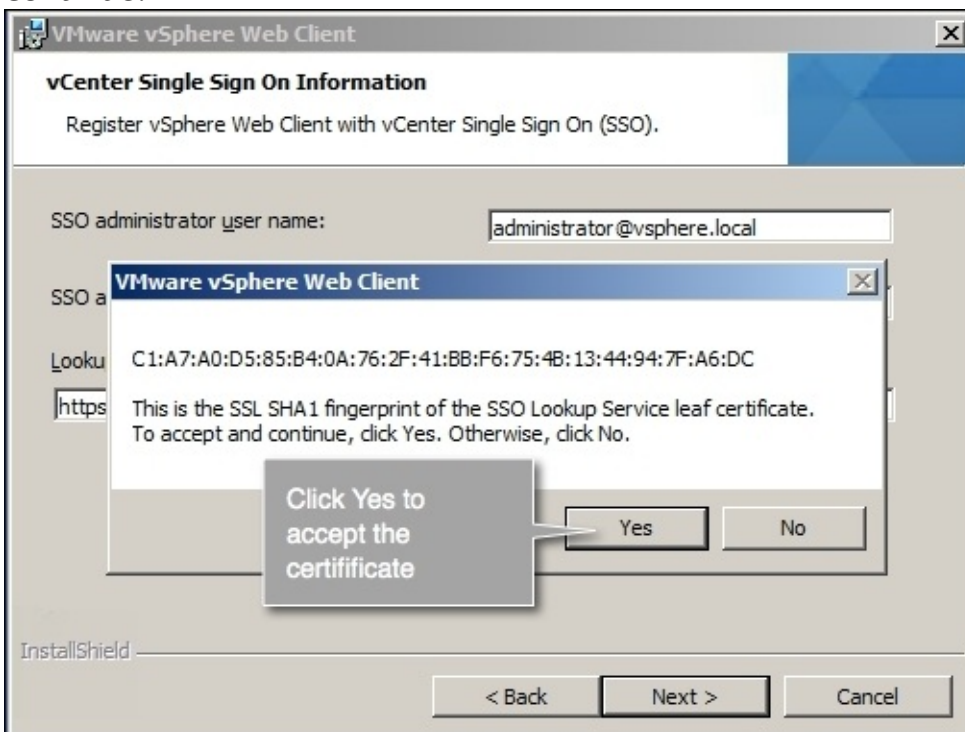 VMware vSphere Web Client
vCenter Single Sign On Information
Register vSphere Web Client with vCenter Single Sign On (SSO).
SSO administrator user name:
administrator@vsphere.local
SSO a
VMware vSphere Web Client
Looku
https
C1:A7:A0:D5:85:B4:0A:76:2F:41:BB:F6:75:4B:13:44:94:7F:A6:DC
This is the SSL SHA1 fingerprint of the SSO Lookup Service leaf certificate.
To accept and continue, click Yes. Otherwise, click No.
Click Yes to
accept the
certifificate
Yes
No
InstallShield
< Back
Next >
Cancel